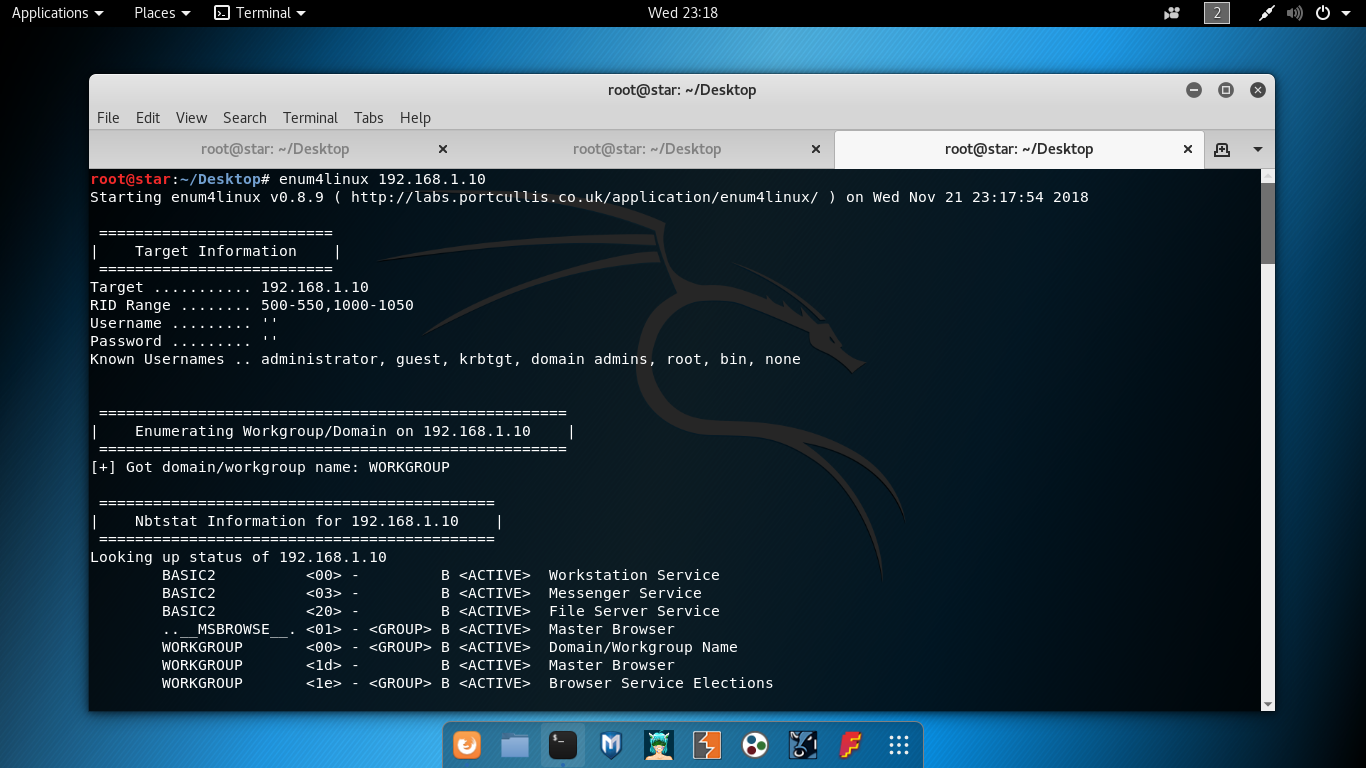 Applications Places Terminal Wed 23:18 2
root@star: ~/Desktop
File Edit View Search Terminal Tabs Help
root@star: ~/Desktop root@star: ~/Desktop root@star: ~/Desktop
root@star:~/Desktop# enum4linux 192.168.1.10
Starting enum4linux v0.8.9 ( http://labs.portcullis.co.uk/application/enum4linux/ ) on Wed Nov 21 23:17:54 2018
 ==========================
|    Target Information    |
 ==========================
Target ........... 192.168.1.10
RID Range ........ 500-550,1000-1050
Username ......... ''
Password ......... ''
Known Usernames .. administrator, guest, krbtgt, domain admins, root, bin, none
 ====================================================
|    Enumerating Workgroup/Domain on 192.168.1.10    |
 ====================================================
[+] Got domain/workgroup name: WORKGROUP
 ============================================
|    Nbtstat Information for 192.168.1.10    |
 ============================================
Looking up status of 192.168.1.10
        BASIC2          <00> -         B <ACTIVE>  Workstation Service
        BASIC2          <03> -         B <ACTIVE>  Messenger Service
        BASIC2          <20> -         B <ACTIVE>  File Server Service
        ..__MSBROWSE__. <01> - <GROUP> B <ACTIVE>  Master Browser
        WORKGROUP       <00> - <GROUP> B <ACTIVE>  Domain/Workgroup Name
        WORKGROUP       <1d> -         B <ACTIVE>  Master Browser
        WORKGROUP       <1e> - <GROUP> B <ACTIVE>  Browser Service Elections